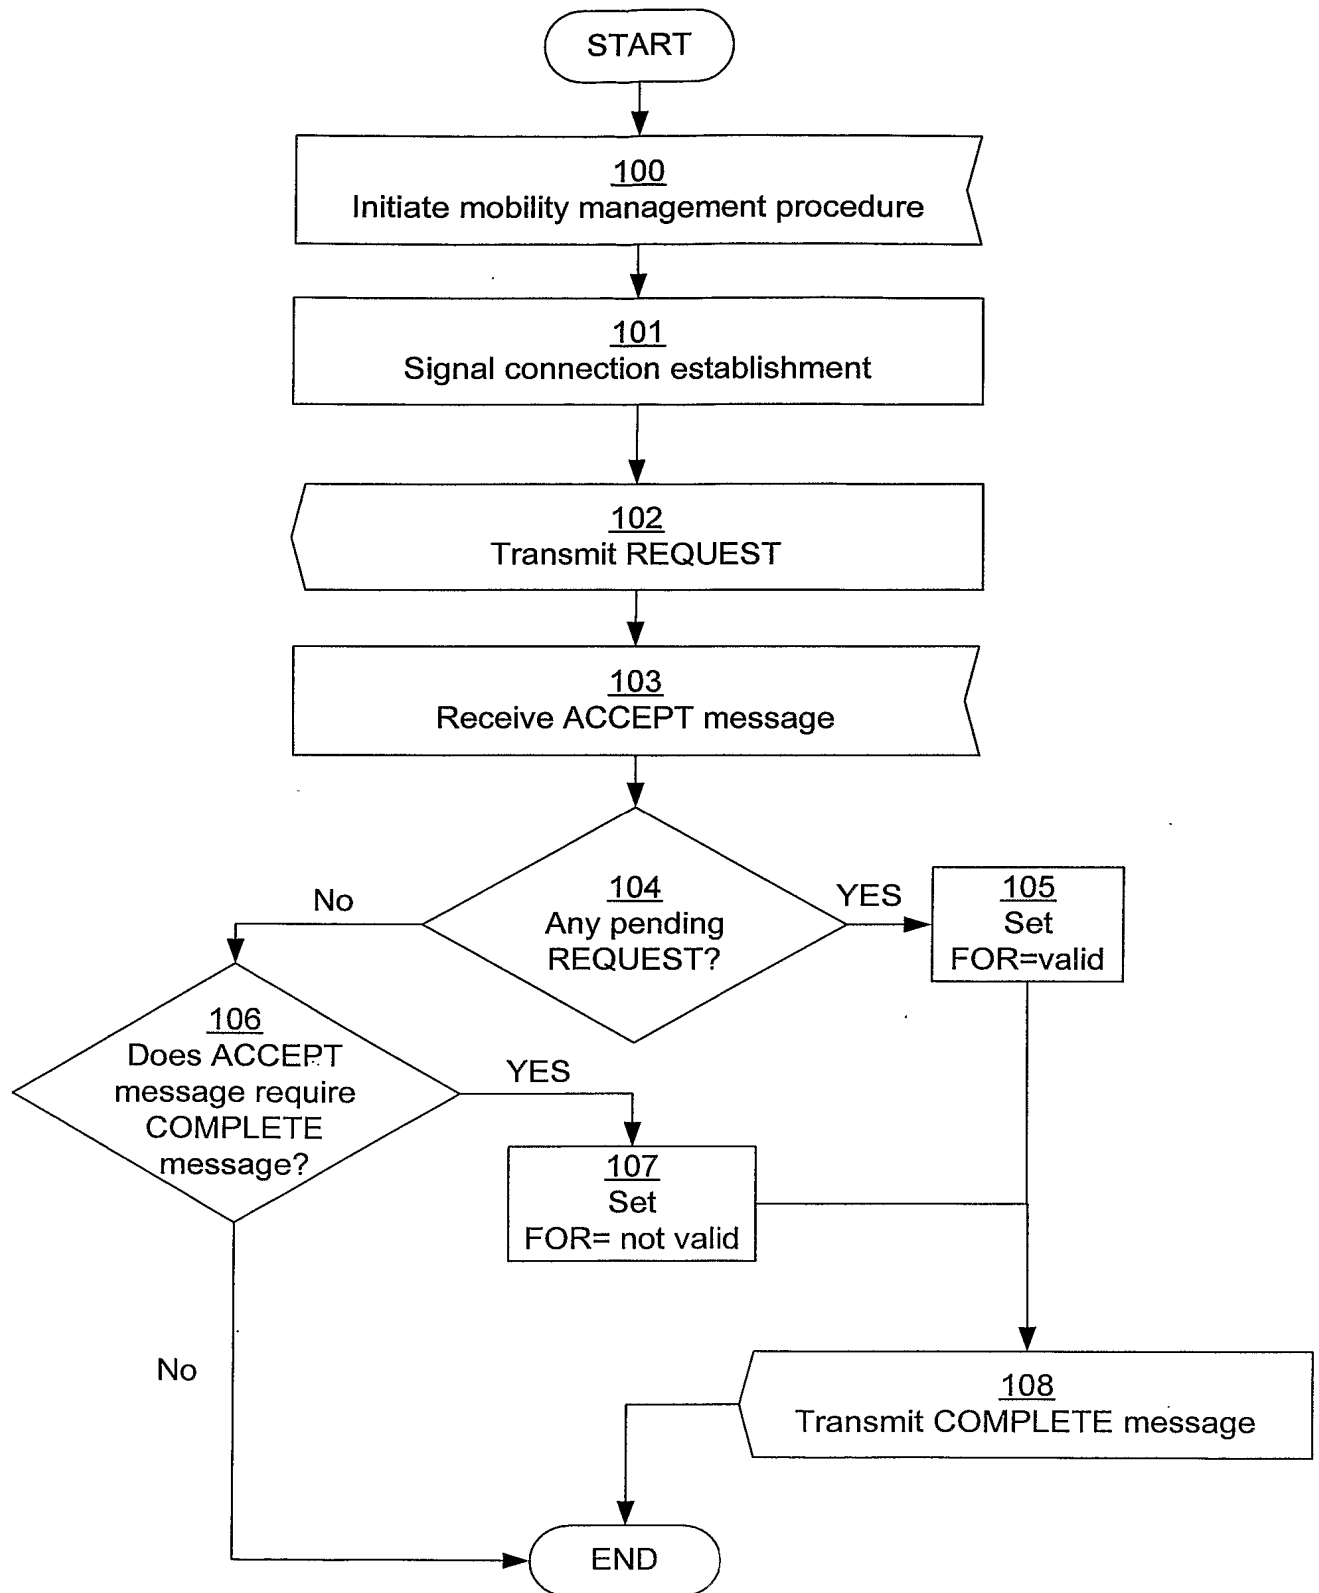 START
100
Initiate mobility management procedure
101
Signal connection establishment
102
Transmit REQUEST
103
Receive ACCEPT message
104
Any pending
REQUEST?
No
YES
105
Set
FOR=valid
106
Does ACCEPT
message require
COMPLETE
message?
YES
107
Set
FOR= not valid
No
108
Transmit COMPLETE message
END